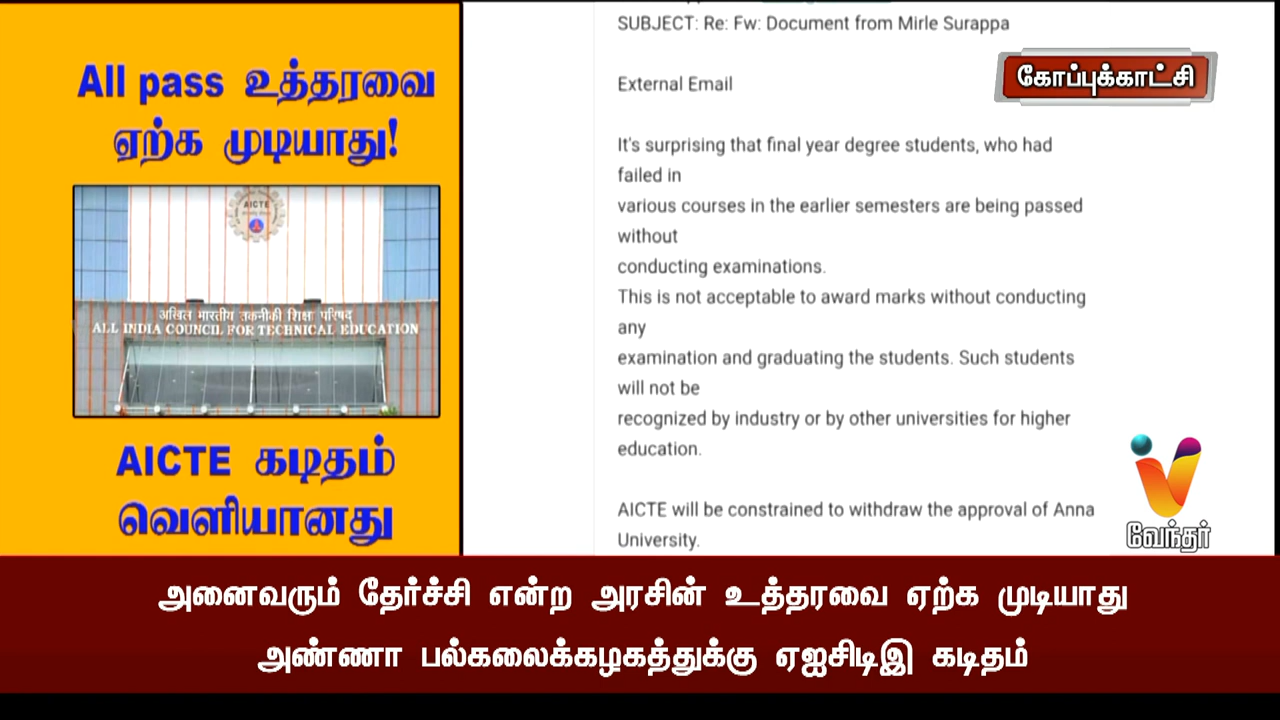 All pass உத்தரவை
ஏற்க முடியாது!
AICTE
अखिल भारतीय तकनीकी शिक्षा परिषद
ALL INDIA COUNCIL FOR TECHNICAL EDUCATION
AICTE கடிதம்
வெளியானது
SUBJECT: Re: Fw: Document from Mirle Surappa
கோப்புக்காட்சி
External Email
It's surprising that final year degree students, who had
failed in
various courses in the earlier semesters are being passed
without
conducting examinations.
This is not acceptable to award marks without conducting
any
examination and graduating the students. Such students
will not be
recognized by industry or by other universities for higher
education.
AICTE will be constrained to withdraw the approval of Anna
University.
வேந்தர்
அனைவரும் தேர்ச்சி என்ற அரசின் உத்தரவை ஏற்க முடியாது
அண்ணா பல்கலைக்கழகத்துக்கு ஏஐசிடிஇ கடிதம்